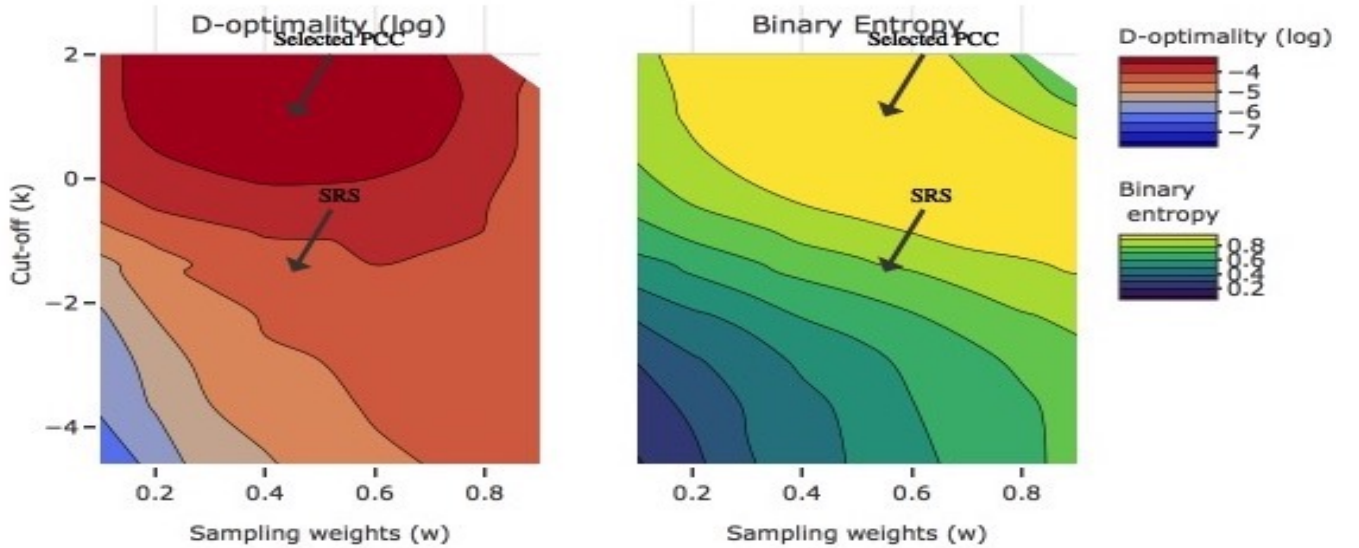 D-optimality (log)
Selected PCC
Binary Entropy
Selected PCC
D-optimality (log)
−4
−5
−6
−7
Binary
entropy
0.8
0.6
0.4
0.2
2
0
−2
−4
Cut-off (k)
SRS
SRS
0.2
0.4
0.6
0.8
0.2
0.4
0.6
0.8
Sampling weights (w)
Sampling weights (w)